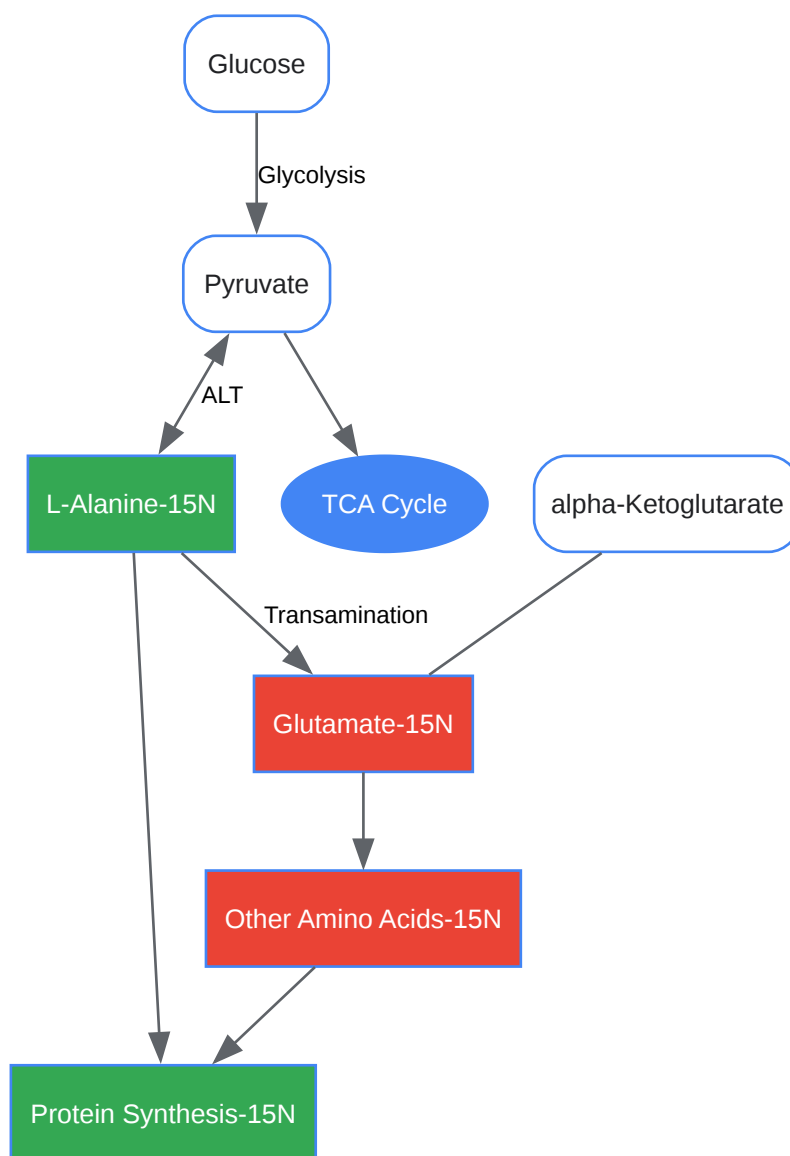 Glucose
Glycolysis
Pyruvate
ALT
L-Alanine-15N
TCA Cycle
alpha-Ketoglutarate
Transamination
Glutamate-15N
Other Amino Acids-15N
Protein Synthesis-15N